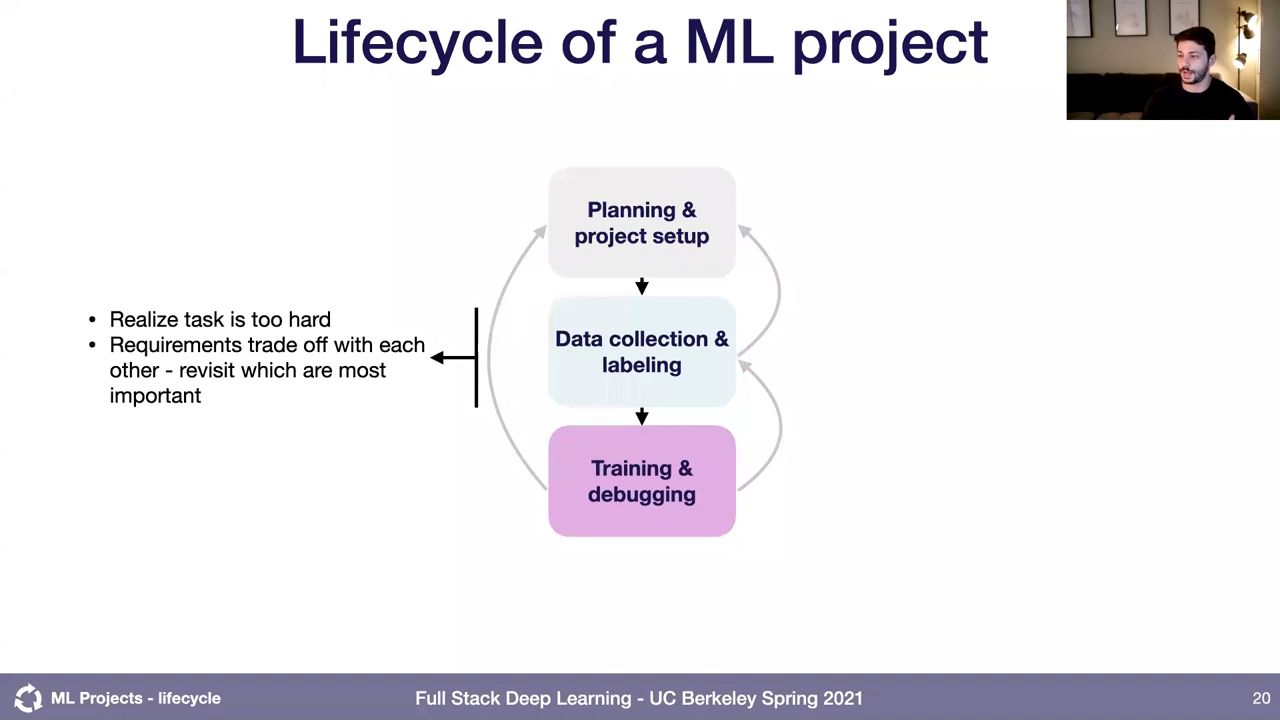 Lifecycle of a ML project
Planning &
project setup
• Realize task is too hard
• Requirements trade off with each
other - revisit which are most
important
Data collection &
labeling
Training &
debugging
ML Projects - lifecycle
Full Stack Deep Learning - UC Berkeley Spring 2021
20